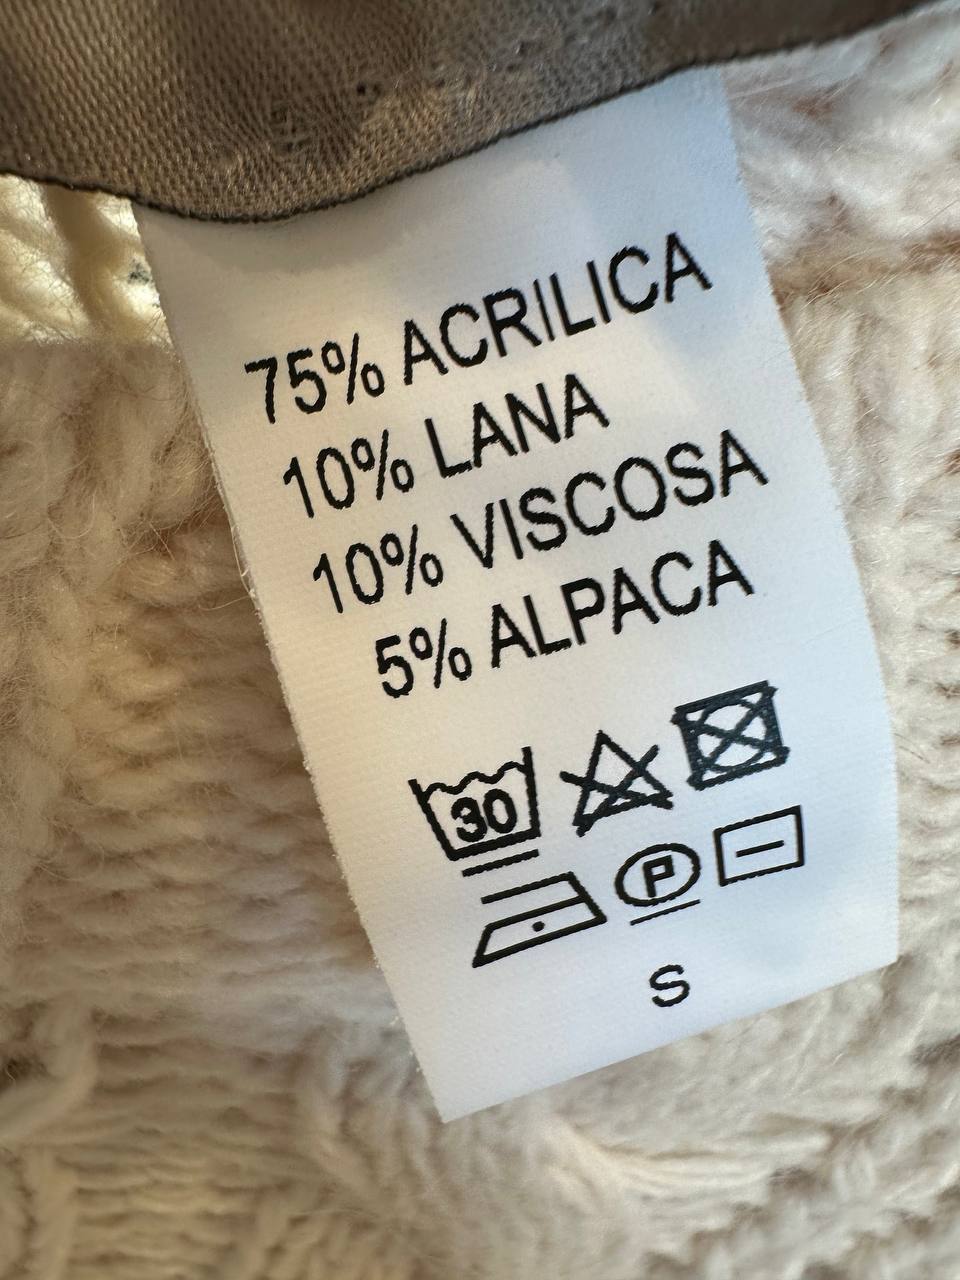 75% ACRILICA
10% LANA
10% VISCOSA
5% ALPACA
30
P
S